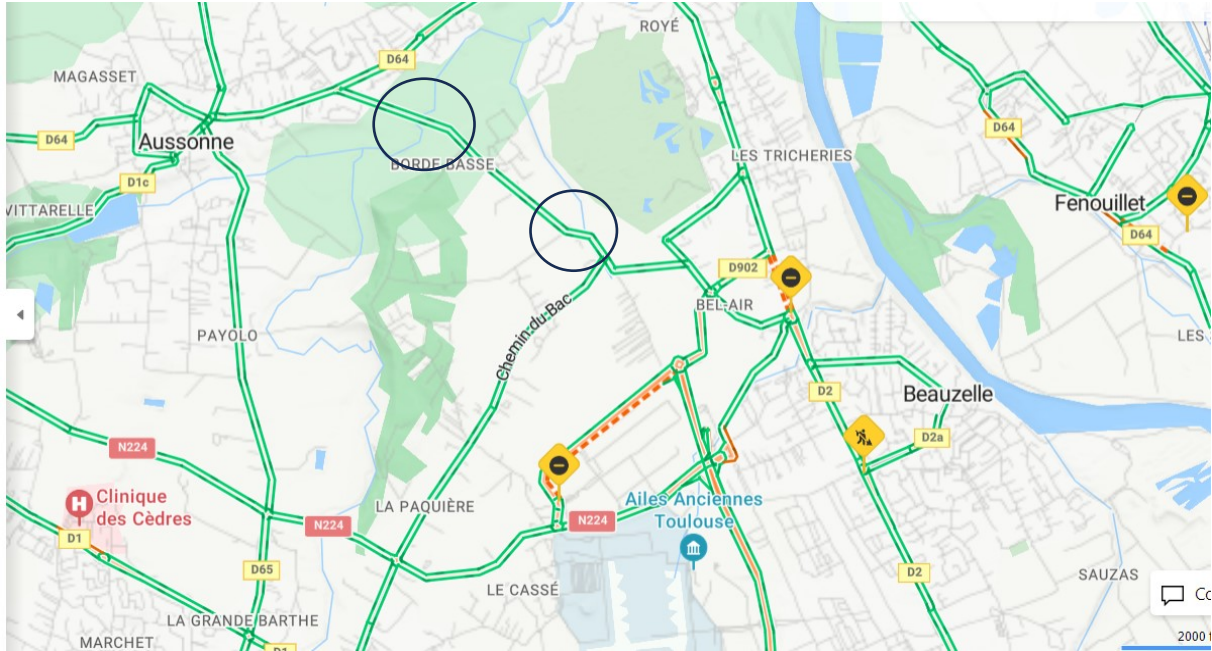 ROYÉ
D64
MAGASSET
D64
D64
Aussonne
LES TRICHERIES
BORDE BASSE
D1c
VITTARELLE
Fenouillet
D64
D902
BEL-AIR
PAYOLO
Chemin du Bac
LES
D2
Beauzelle
D2a
N224
Clinique
des Cèdres
LA PAQUIÈRE
Ailes Anciennes
Toulouse
N224
N224
D1
D65
LE CASSÉ
D2
SAUZAS
Co
LA GRANDE BARTHE
MARCHET
D1
2000